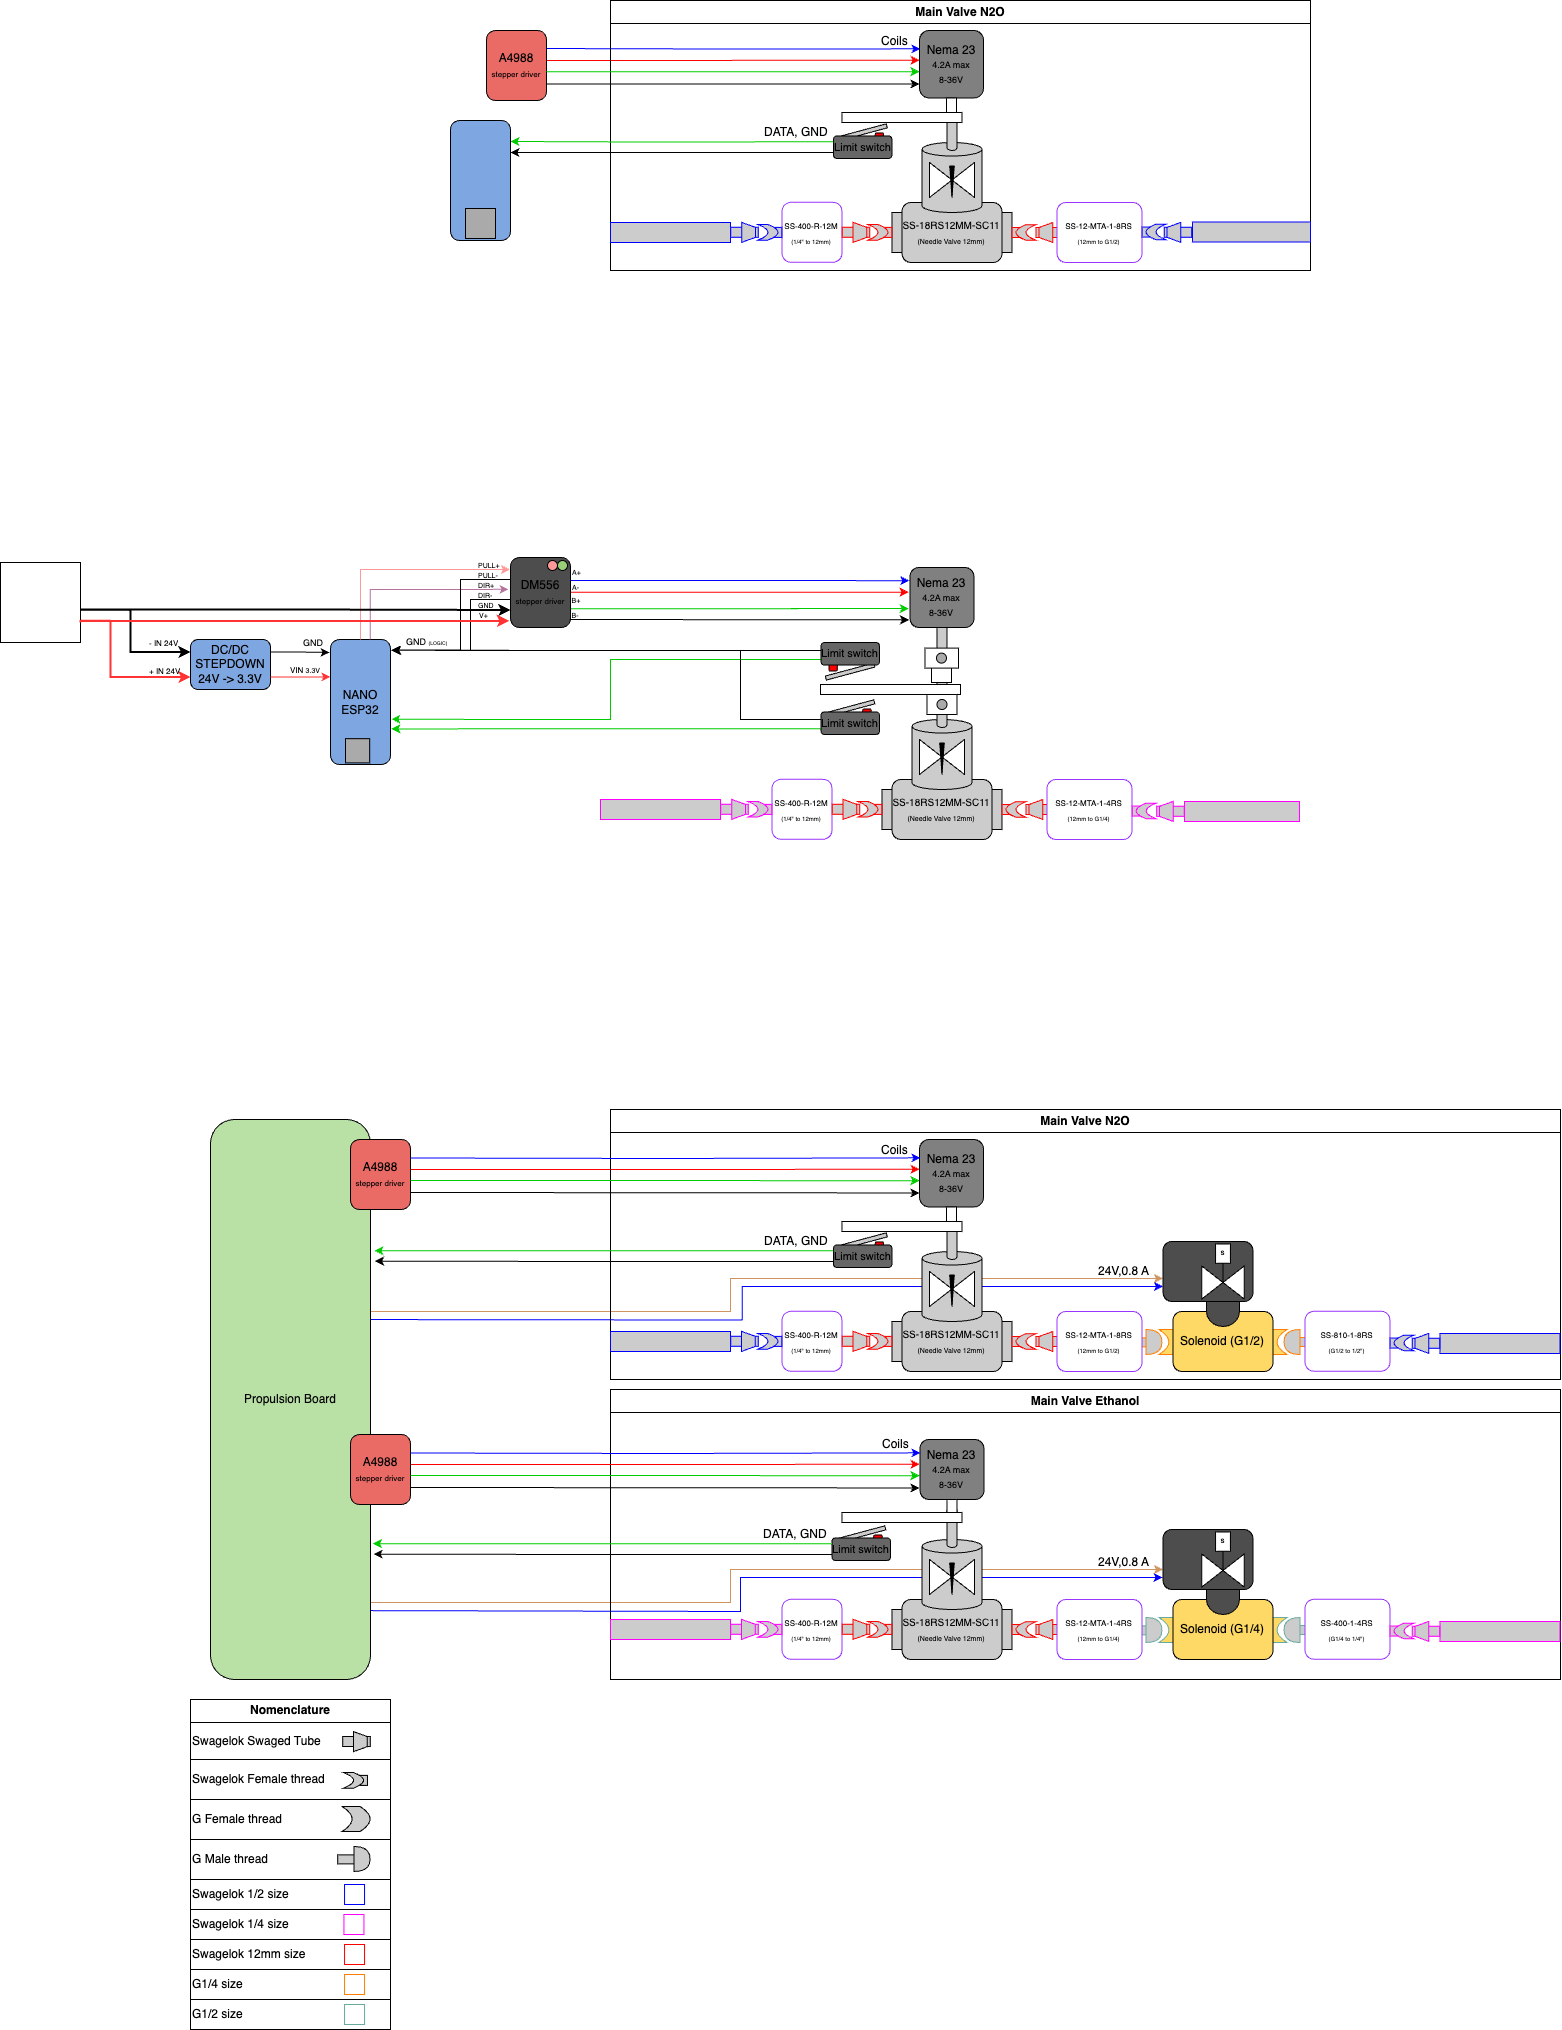 Main Valve N2O
A4988
stepper driver
Coils
Nema 23
4.2A max
8-36V
DATA, GND
Limit switch
SS-400-R-12M
(1/4" to 12mm)
SS-18RS12MM-SC11
(Needle Valve 12mm)
SS-12-MTA-1-8RS
(12mm to G1/2)
PULL+
PULL-
DIR+
DIR-
GND
V+
DM556
stepper driver
A+
A-
B+
B-
Nema 23
4.2A max
8-36V
- IN 24V
+ IN 24V
DC/DC
STEPDOWN
24V -> 3.3V
GND
VIN 3.3V
NANO
ESP32
GND (LOGIC)
Limit switch
Limit switch
SS-400-R-12M
(1/4" to 12mm)
SS-18RS12MM-SC11
(Needle Valve 12mm)
SS-12-MTA-1-4RS
(12mm to G1/4)
Propulsion Board
Main Valve N2O
A4988
stepper driver
Coils
Nema 23
4.2A max
8-36V
DATA, GND
Limit switch
24V,0.8 A
S
SS-400-R-12M
(1/4" to 12mm)
SS-18RS12MM-SC11
(Needle Valve 12mm)
SS-12-MTA-1-8RS
(12mm to G1/2)
Solenoid (G1/2)
SS-810-1-8RS
(G1/2 to 1/2")
Main Valve Ethanol
A4988
stepper driver
Coils
Nema 23
4.2A max
8-36V
DATA, GND
Limit switch
24V,0.8 A
S
SS-400-R-12M
(1/4" to 12mm)
SS-18RS12MM-SC11
(Needle Valve 12mm)
SS-12-MTA-1-4RS
(12mm to G1/4)
Solenoid (G1/4)
SS-400-1-4RS
(G1/4 to 1/4")
Nomenclature
Swagelok Swaged Tube
Swagelok Female thread
G Female thread
G Male thread
Swagelok 1/2 size
Swagelok 1/4 size
Swagelok 12mm size
G1/4 size
G1/2 size